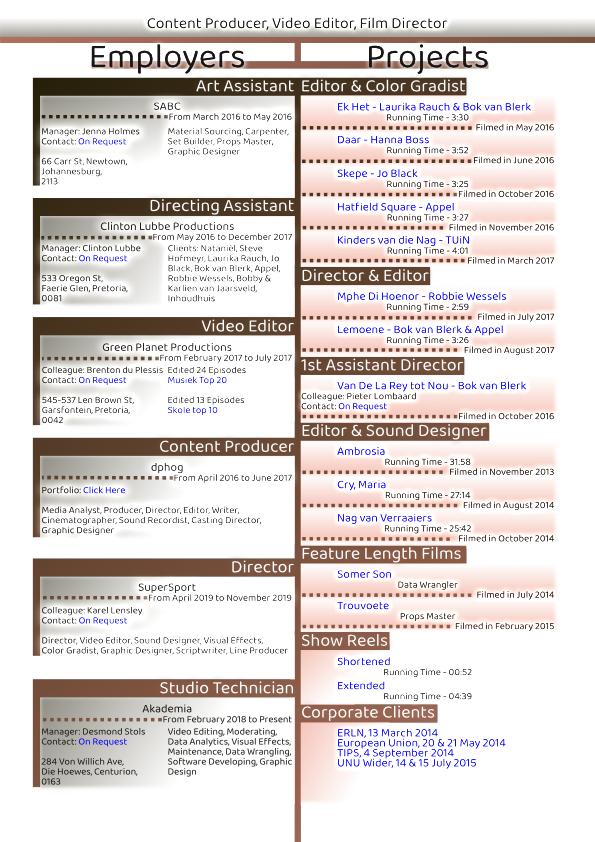 Content Producer, Video Editor, Film Director
Employers
Art Assistant
SABC
From March 2016 to May 2016
Manager: Jenna Holmes
Contact: On Request
66 Carr St, Newtown,
Johannesburg,
2113
Material Sourcing, Carpenter,
Set Builder, Props Master,
Graphic Designer
Directing Assistant
Clinton Lubbe Productions
From May 2016 to December 2017
Manager: Clinton Lubbe
Contact: On Request
533 Oregon St,
Faerie Glen, Pretoria,
0081
Clients: Nataniël, Steve
Hofmeyr, Laurika Rauch, Jo
Black, Bok van Blerk, Appel,
Robbie Wessels, Bobby &
Karlien van Jaarsveld,
Inhoudhuis
Video Editor
Green Planet Productions
From February 2017 to July 2017
Colleague: Brenton du Plessis
Contact: On Request
545-537 Len Brown St,
Garsfontein, Pretoria,
0042
Edited 24 Episodes
Musiek Top 20
Edited 13 Episodes
Skole top 10
Content Producer
dphog
From April 2016 to June 2017
Portfolio: Click Here
Media Analyst, Producer, Director, Editor, Writer,
Cinematographer, Sound Recordist, Casting Director,
Graphic Designer
Director
SuperSport
From April 2019 to November 2019
Colleague: Karel Lensley
Contact: On Request
Director, Video Editor, Sound Designer, Visual Effects,
Color Gradist, Graphic Designer, Scriptwriter, Line Producer
Studio Technician
Akademia
From February 2018 to Present
Manager: Desmond Stols
Contact: On Request
284 Von Willich Ave,
Die Hoewes, Centurion,
0163
Video Editing, Moderating,
Data Analytics, Visual Effects,
Maintenance, Data Wrangling,
Software Developing, Graphic
Design
Projects
Editor & Color Gradist
Ek Het - Laurika Rauch & Bok van Blerk
Running Time - 3:30
Filmed in May 2016
Daar - Hanna Boss
Running Time - 3:52
Filmed in June 2016
Skepe - Jo Black
Running Time - 3:25
Filmed in October 2016
Hatfield Square - Appel
Running Time - 3:27
Filmed in November 2016
Kinders van die Nag - TUiN
Running Time - 4:01
Filmed in March 2017
Director & Editor
Mphe Di Hoenor - Robbie Wessels
Running Time - 2:59
Filmed in July 2017
Lemoene - Bok van Blerk & Appel
Running Time - 3:26
Filmed in August 2017
1st Assistant Director
Van De La Rey tot Nou - Bok van Blerk
Colleague: Pieter Lombaard
Contact: On Request
Filmed in October 2016
Editor & Sound Designer
Ambrosia
Running Time - 31:58
Filmed in November 2013
Cry, Maria
Running Time - 27:14
Filmed in August 2014
Nag van Verraaiers
Running Time - 25:42
Filmed in October 2014
Feature Length Films
Somer Son
Data Wrangler
Filmed in July 2014
Trouvoete
Props Master
Filmed in February 2015
Show Reels
Shortened
Running Time - 00:52
Extended
Running Time - 04:39
Corporate Clients
ERLN, 13 March 2014
European Union, 20 & 21 May 2014
TIPS, 4 September 2014
UNU Wider, 14 & 15 July 2015